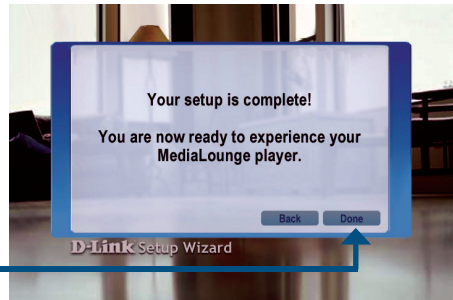 Your setup is complete!
You are now ready to experience your
MediaLounge player.
Back Done
D-Link Setup Wizard